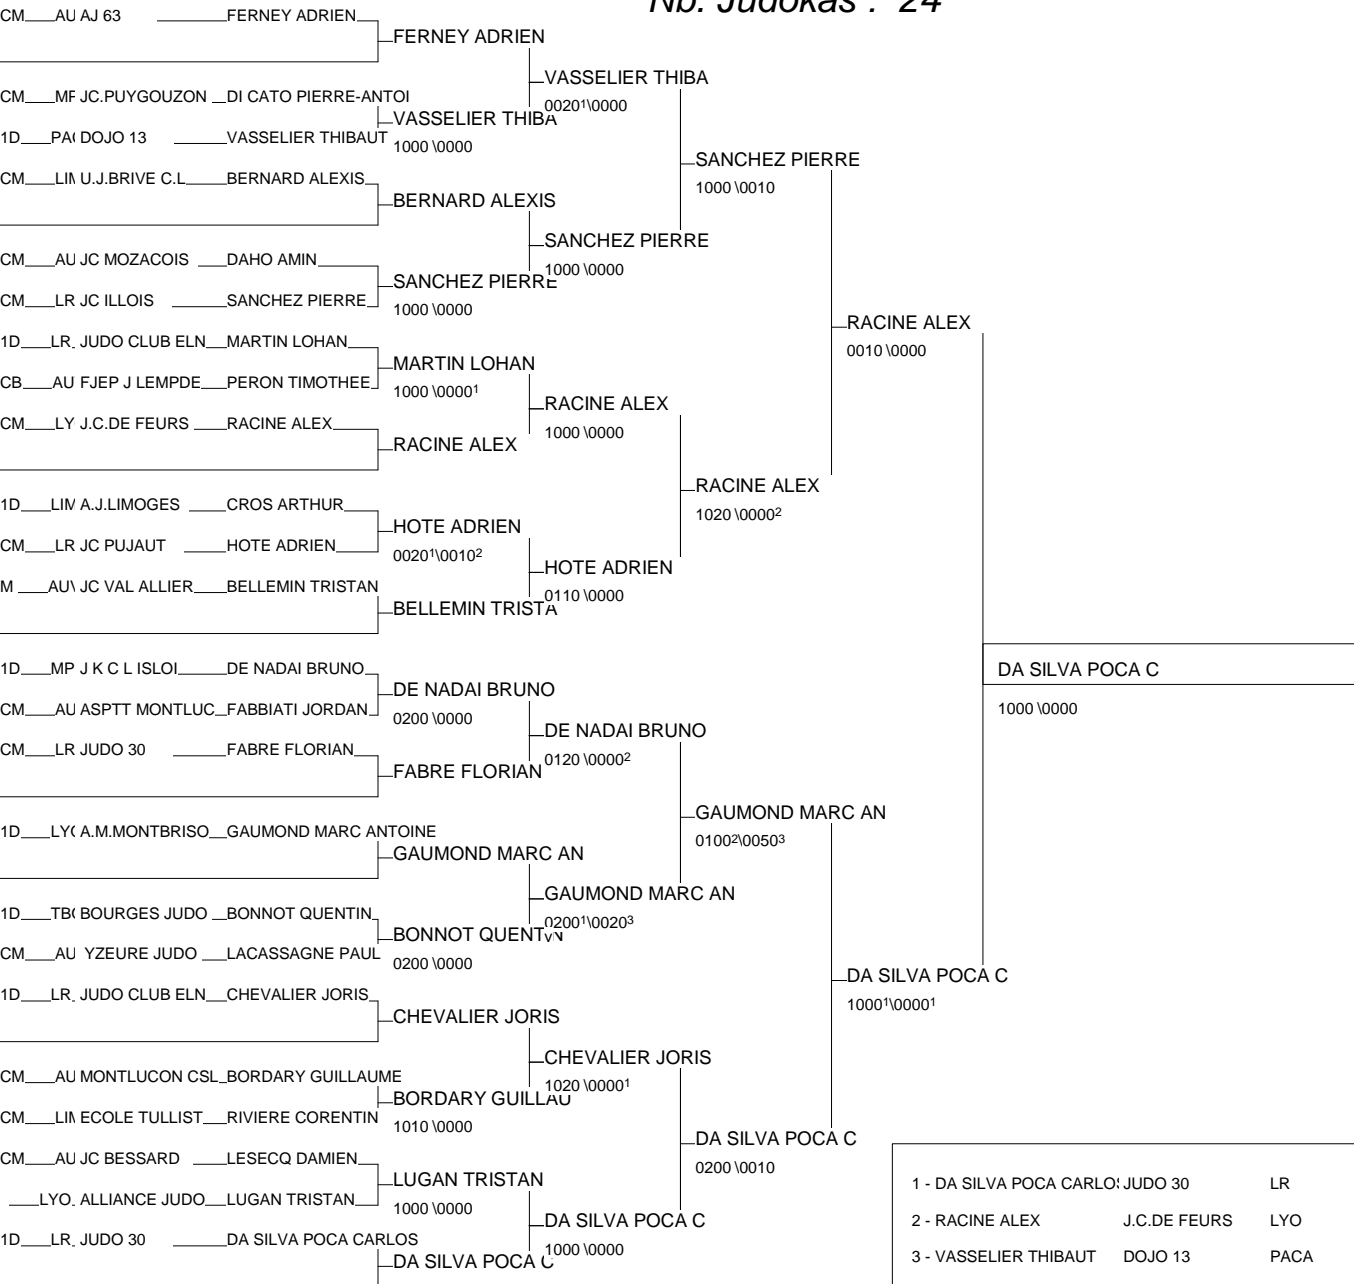 Nb. Judokas : 24
CM AU AJ 63 FERNEY ADRIEN
FERNEY ADRIEN
VASSELIER THIBA
0020¹\0000
CM MF JC.PUYGOUZON DI CATO PIERRE-ANTOI
VASSELIER THIBA
1000 \0000
1D PA( DOJO 13 VASSELIER THIBAUT
SANCHEZ PIERRE
1000 \0010
CM LIM U.J.BRIVE C.L BERNARD ALEXIS
BERNARD ALEXIS
SANCHEZ PIERRE
1000 \0000
CM AU JC MOZACOIS DAHO AMIN
SANCHEZ PIERRE
1000 \0000
CM LR JC ILLOIS SANCHEZ PIERRE
RACINE ALEX
0010 \0000
1D LR JUDO CLUB ELN MARTIN LOHAN
MARTIN LOHAN
1000 \0000¹
CB AU FJEP J LEMPDE PERON TIMOTHEE
RACINE ALEX
1000 \0000
CM LY J.C.DE FEURS RACINE ALEX
RACINE ALEX
RACINE ALEX
1020 \0000²
1D LIM A.J.LIMOGES CROS ARTHUR
HOTE ADRIEN
0020¹\0010²
CM LR JC PUJAUT HOTE ADRIEN
HOTE ADRIEN
0110 \0000
M AU\ JC VAL ALLIER BELLEMIN TRISTAN
BELLEMIN TRISTA
DA SILVA POCA C
1000 \0000
1D MP J K C L ISLOI DE NADAI BRUNO
DE NADAI BRUNO
0200 \0000
CM AU ASPTT MONTLUC FABBIATI JORDAN
DE NADAI BRUNO
0120 \0000²
CM LR JUDO 30 FABRE FLORIAN
FABRE FLORIAN
GAUMOND MARC AN
0100²\0050³
1D LY( A.M.MONTBRISO GAUMOND MARC ANTOINE
GAUMOND MARC AN
GAUMOND MARC AN
0200¹\0020³
1D TB( BOURGES JUDO BONNOT QUENTIN
BONNOT QUENTIN
0200 \0000
CM AU YZEURE JUDO LACASSAGNE PAUL
DA SILVA POCA C
1000¹\0000¹
1D LR JUDO CLUB ELN CHEVALIER JORIS
CHEVALIER JORIS
CHEVALIER JORIS
1020 \0000¹
CM AU MONTLUCON CSL BORDARY GUILLAUME
BORDARY GUILLAU
1010 \0000
CM LIM ECOLE TULLIST RIVIERE CORENTIN
DA SILVA POCA C
0200 \0010
CM AU JC BESSARD LESECQ DAMIEN
LUGAN TRISTAN
1000 \0000
LYO ALLIANCE JUDO LUGAN TRISTAN
DA SILVA POCA C
1000 \0000
1D LR JUDO 30 DA SILVA POCA CARLOS
DA SILVA POCA C
1 - DA SILVA POCA CARLOS JUDO 30 LR
2 - RACINE ALEX J.C.DE FEURS LYO
3 - VASSELIER THIBAUT DOJO 13 PACA